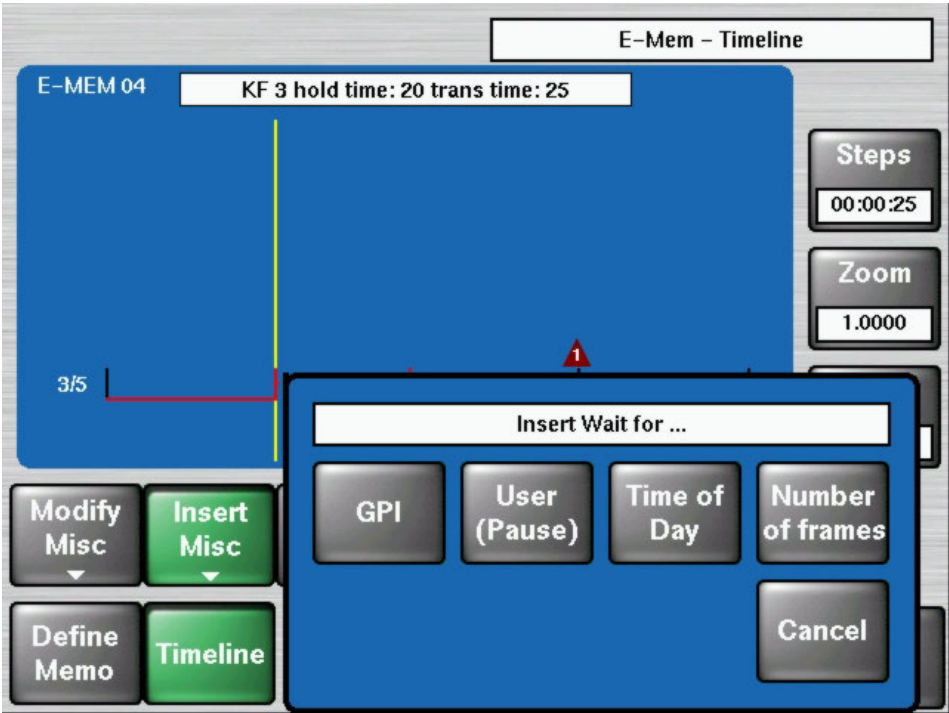 E-Mem - Timeline
E-MEM 04
KF 3 hold time: 20 trans time: 25
Steps
00:00:25
Zoom
1.0000
1
3/5
Insert Wait for ...
GPI
User
(Pause)
Time of
Day
Number
of frames
Cancel
Modify
Misc
Insert
Misc
Define
Memo
Timeline